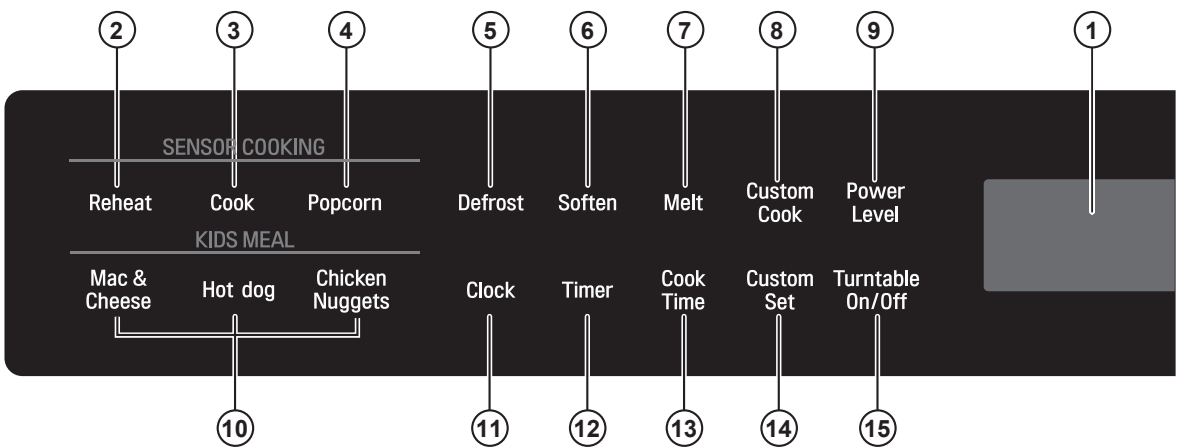 2 3 4 5 6 7 8 9 1
SENSOR COOKING
Reheat Cook Popcorn Defrost Soften Melt Custom Power
Cook Level
KIDS MEAL
Mac & Hot dog Chicken Clock Timer Cook Custom Turntable
Cheese Nuggets Time Set On/Off
10 11 12 13 14 15